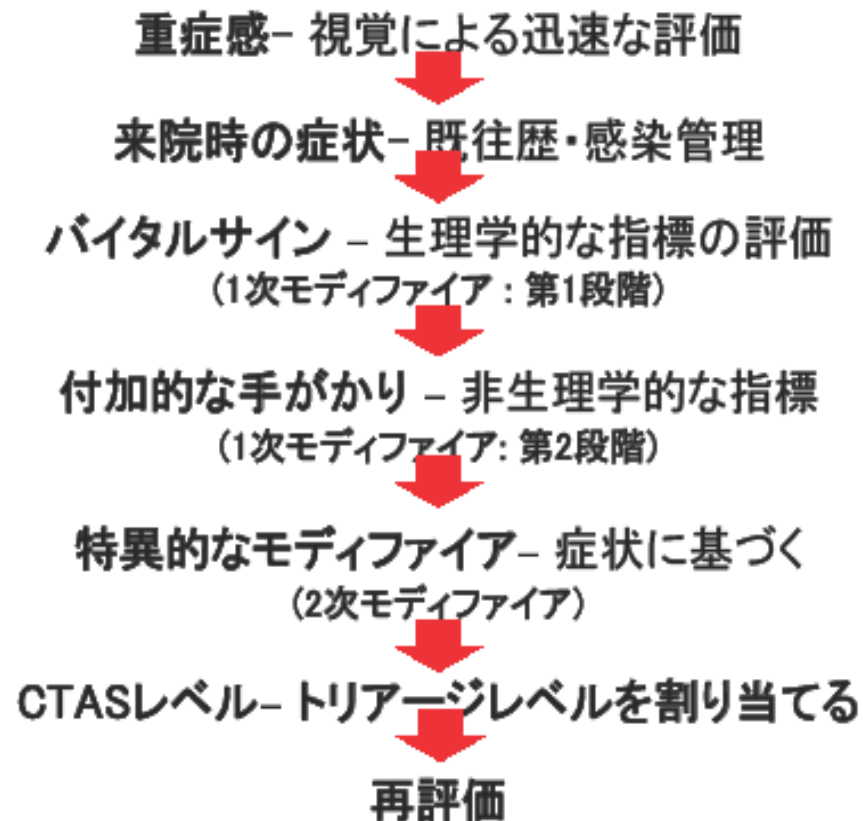 重症感– 視覚による迅速な評価
来院時の症状– 既往歴・感染管理
バイタルサイン – 生理学的な指標の評価
(1次モディファイア : 第1段階)
付加的な手がかり – 非生理学的な指標
(1次モディファイア: 第2段階)
特異的なモディファイア– 症状に基づく
(2次モディファイア)
CTASレベル– トリアージレベルを割り当てる
再評価